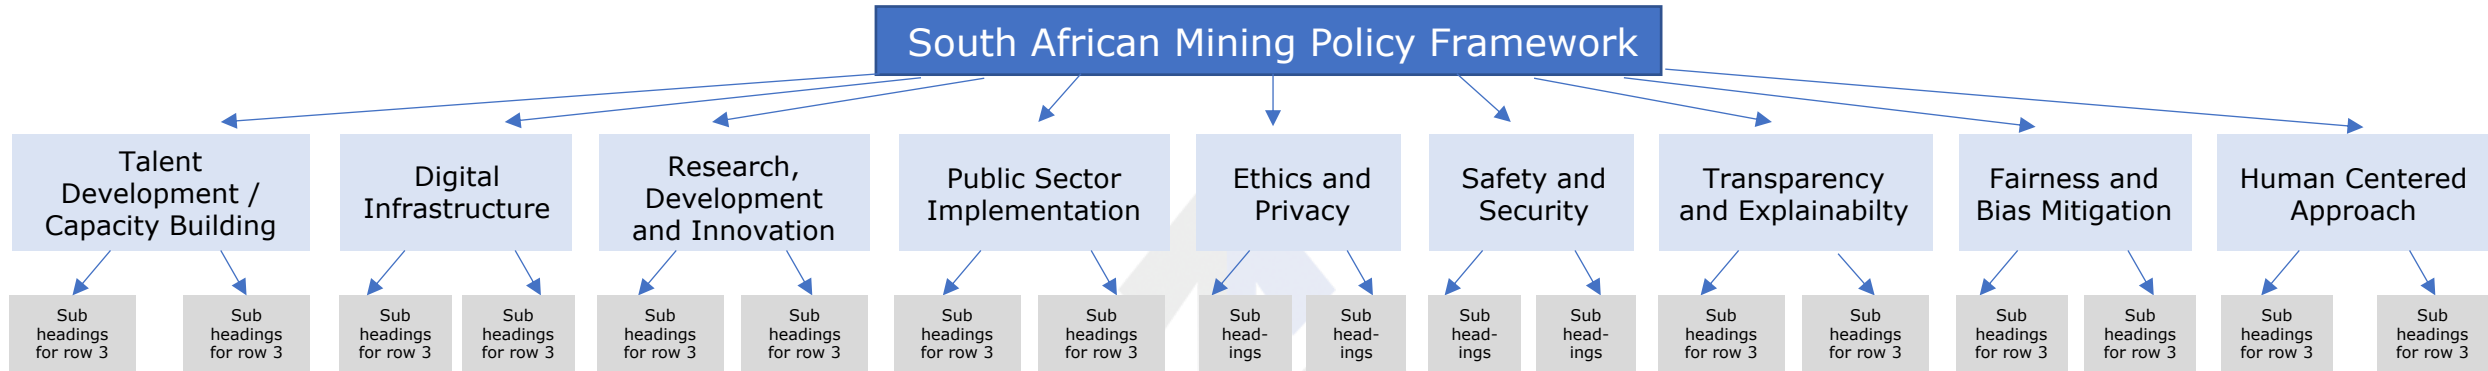 South African Mining Policy Framework
Talent
Development /
Capacity Building
Digital
Infrastructure
Research,
Development
and Innovation
Public Sector
Implementation
Ethics and
Privacy
Safety and
Security
Transparency
and Explainabilty
Fairness and
Bias Mitigation
Human Centered
Approach
Sub
headings
for row 3
Sub
headings
for row 3
Sub
headings
for row 3
Sub
headings
for row 3
Sub
headings
for row 3
Sub
headings
for row 3
Sub
headings
for row 3
Sub
headings
for row 3
Sub
head-
ings
Sub
head-
ings
Sub
head-
ings
Sub
head-
ings
Sub
headings
for row 3
Sub
headings
for row 3
Sub
headings
for row 3
Sub
headings
for row 3
Sub
headings
for row 3
Sub
headings
for row 3